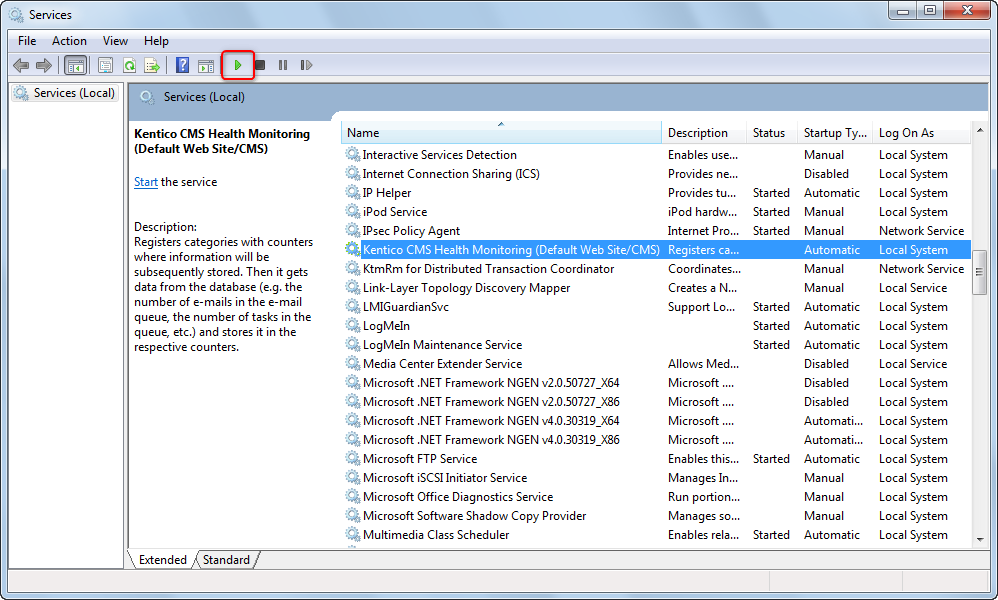 Services
File Action View Help
Services (Local)
Services (Local)
Kentico CMS Health Monitoring
(Default Web Site/CMS)
Start the service
Description:
Registers categories with counters
where information will be
subsequently stored. Then it gets
data from the database (e.g. the
number of e-mails in the e-mail
queue, the number of tasks in the
queue, etc.) and stores it in the
respective counters.
Name Description Status Startup Ty... Log On As
Interactive Services Detection Enables use... Manual Local System
Internet Connection Sharing (ICS) Provides ne... Disabled Local System
IP Helper Provides tu... Started Automatic Local System
iPod Service iPod hardw... Started Manual Local System
IPsec Policy Agent Internet Pro... Started Manual Network Service
Kentico CMS Health Monitoring (Default Web Site/CMS) Registers ca... Automatic Local System
KtmRm for Distributed Transaction Coordinator Coordinates... Manual Network Service
Link-Layer Topology Discovery Mapper Creates a N... Manual Local Service
LMIGuardianSvc Support Lo... Started Automatic Local System
LogMeIn Started Automatic Local System
LogMeIn Maintenance Service Started Automatic Local System
Media Center Extender Service Allows Med... Disabled Local Service
Microsoft .NET Framework NGEN v2.0.50727_X64 Microsoft .... Disabled Local System
Microsoft .NET Framework NGEN v2.0.50727_X86 Microsoft .... Disabled Local System
Microsoft .NET Framework NGEN v4.0.30319_X64 Microsoft .... Automati... Local System
Microsoft .NET Framework NGEN v4.0.30319_X86 Microsoft .... Automati... Local System
Microsoft FTP Service Enables this... Started Automatic Local System
Microsoft iSCSI Initiator Service Manages In... Manual Local System
Microsoft Office Diagnostics Service Run portion... Manual Local System
Microsoft Software Shadow Copy Provider Manages so... Manual Local System
Multimedia Class Scheduler Enables rela... Started Automatic Local System
Extended Standard